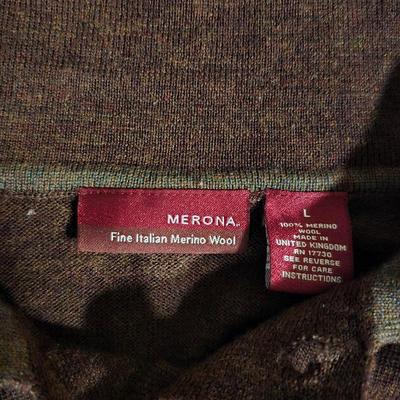 MERONA
Fine Italian Merino Wool
L
100% MERINO
WOOL
MADE IN
UNITED KINGDOM
RN 17730
SEE REVERSE
FOR CARE
INSTRUCTIONS